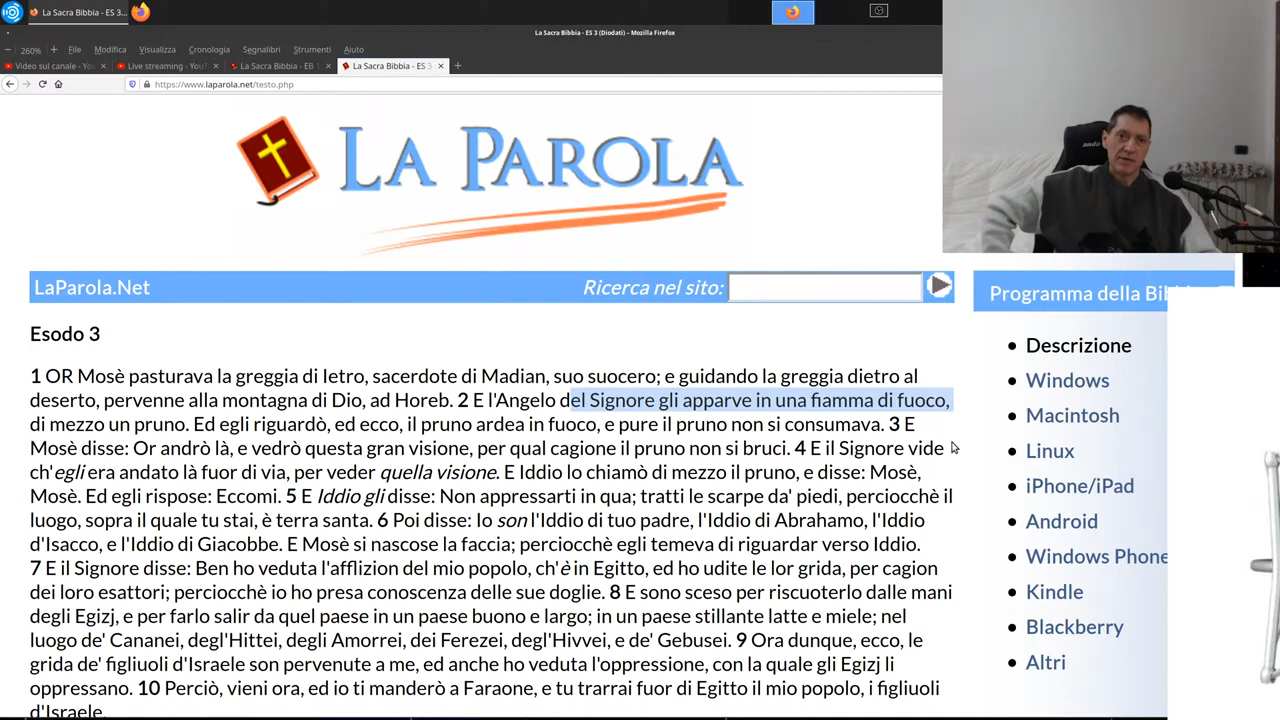 La Sacra Bibbia - ES 3...
La Sacra Bibbia - ES 3 (Diodati) — Mozilla Firefox
260%
File Modifica Visualizza Cronologia Segnalibri Strumenti Aiuto
Video sul canale - You
Live streaming - YouTu
La Sacra Bibbia - EB
La Sacra Bibbia - ES 3
https://www.laparola.net/testo.php
LA PAROLA
LaParola.Net
Ricerca nel sito:
Programma della Bib
Esodo 3
1 OR Mosè pasturava la greggia di Ietro, sacerdote di Madian, suo suocero; e guidando la greggia dietro al
deserto, pervenne alla montagna di Dio, ad Horeb. 2 E l'Angelo del Signore gli apparve in una fiamma di fuoco,
di mezzo un pruno. Ed egli riguardò, ed ecco, il pruno ardea in fuoco, e pure il pruno non si consumava. 3 E
Mosè disse: Or andrò là, e vedrò questa gran visione, per qual cagione il pruno non si bruci. 4 E il Signore vide
ch'egli era andato là fuor di via, per veder quella visione. E Iddio lo chiamò di mezzo il pruno, e disse: Mosè,
Mosè. Ed egli rispose: Eccomi. 5 E Iddio gli disse: Non appressarti in qua; tratti le scarpe da' piedi, perciocchè il
luogo, sopra il quale tu stai, è terra santa. 6 Poi disse: Io son l'Iddio di tuo padre, l'Iddio di Abrahamo, l'Iddio
d'Isacco, e l'Iddio di Giacobbe. E Mosè si nascose la faccia; perciocchè egli temeva di riguardar verso Iddio.
7 E il Signore disse: Ben ho veduta l'afflizion del mio popolo, ch'è in Egitto, ed ho udite le lor grida, per cagion
dei loro esattori; perciocchè io ho presa conoscenza delle sue doglie. 8 E sono sceso per riscuoterlo dalle mani
degli Egizj, e per farlo salir da quel paese in un paese buono e largo; in un paese stillante latte e miele; nel
luogo de' Cananei, degl'Hittei, degli Amorrei, dei Ferezei, degl'Hivvei, e de' Gebusei. 9 Ora dunque, ecco, le
grida de' figliuoli d'Israele son pervenute a me, ed anche ho veduta l'oppressione, con la quale gli Egizj li
oppressano. 10 Perciò, vieni ora, ed io ti manderò a Faraone, e tu trarrai fuor di Egitto il mio popolo, i figliuoli
d'Israele.
Descrizione
Windows
Macintosh
Linux
iPhone/iPad
Android
Windows Phone
Kindle
Blackberry
Altri